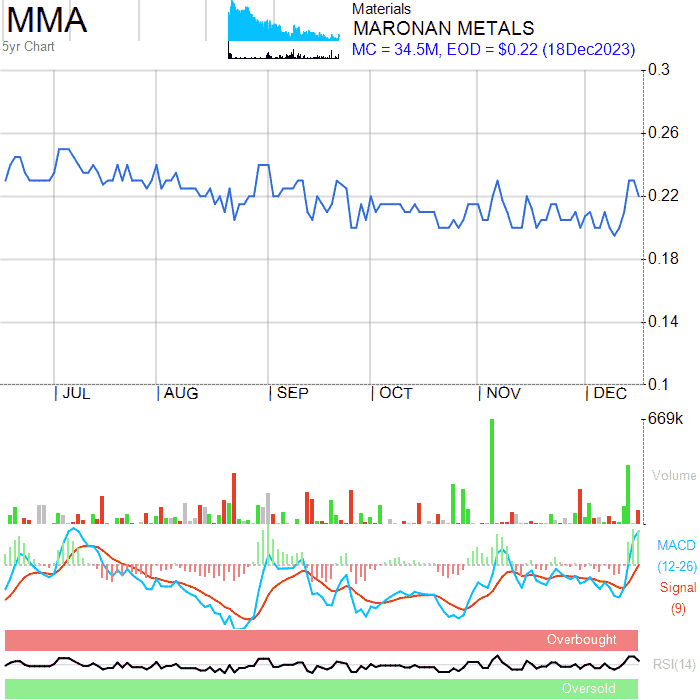 MMA
5yr Chart
Materials
MARONAN METALS
MC = 34.5M, EOD = $0.22 (18Dec2023)
0.3
0.26
0.22
0.18
0.14
0.1
JUL AUG SEP OCT NOV DEC
669k
Volume
MACD
(12-26)
Signal
(9)
Overbought
RSI(14)
Oversold